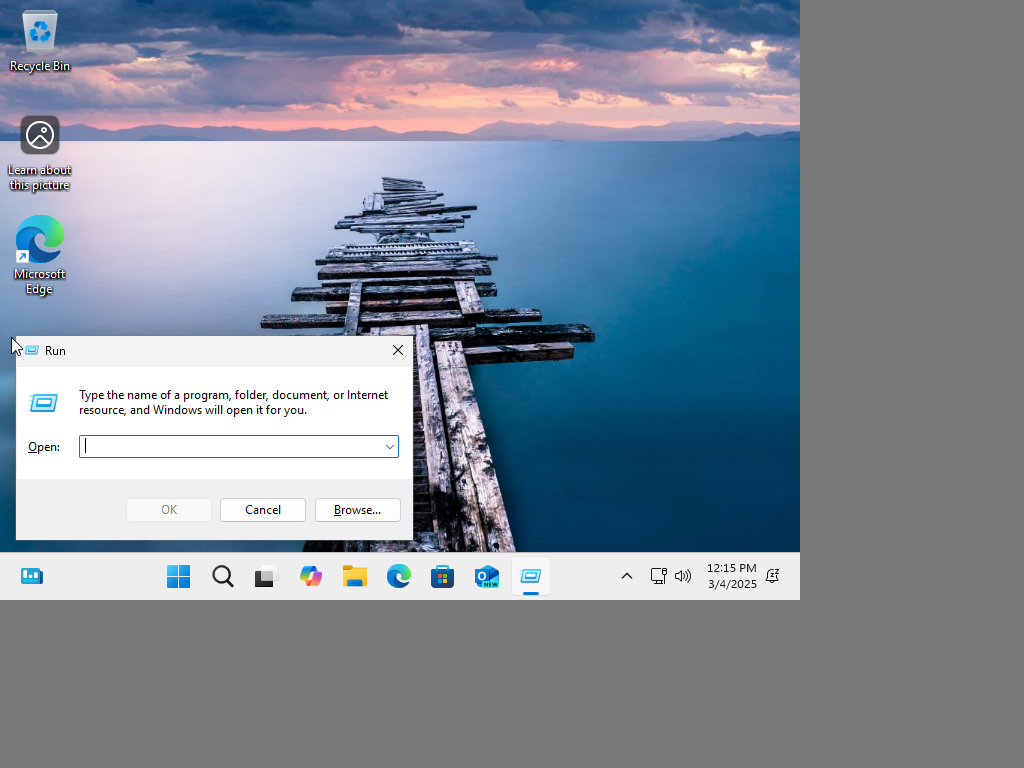 Recycle Bin
Learn about
this picture
Microsoft
Edge
Run
Type the name of a program, folder, document, or Internet
resource, and Windows will open it for you.
Open:
OK
Cancel
Browse...
NEW
12:15 PM
3/4/2025